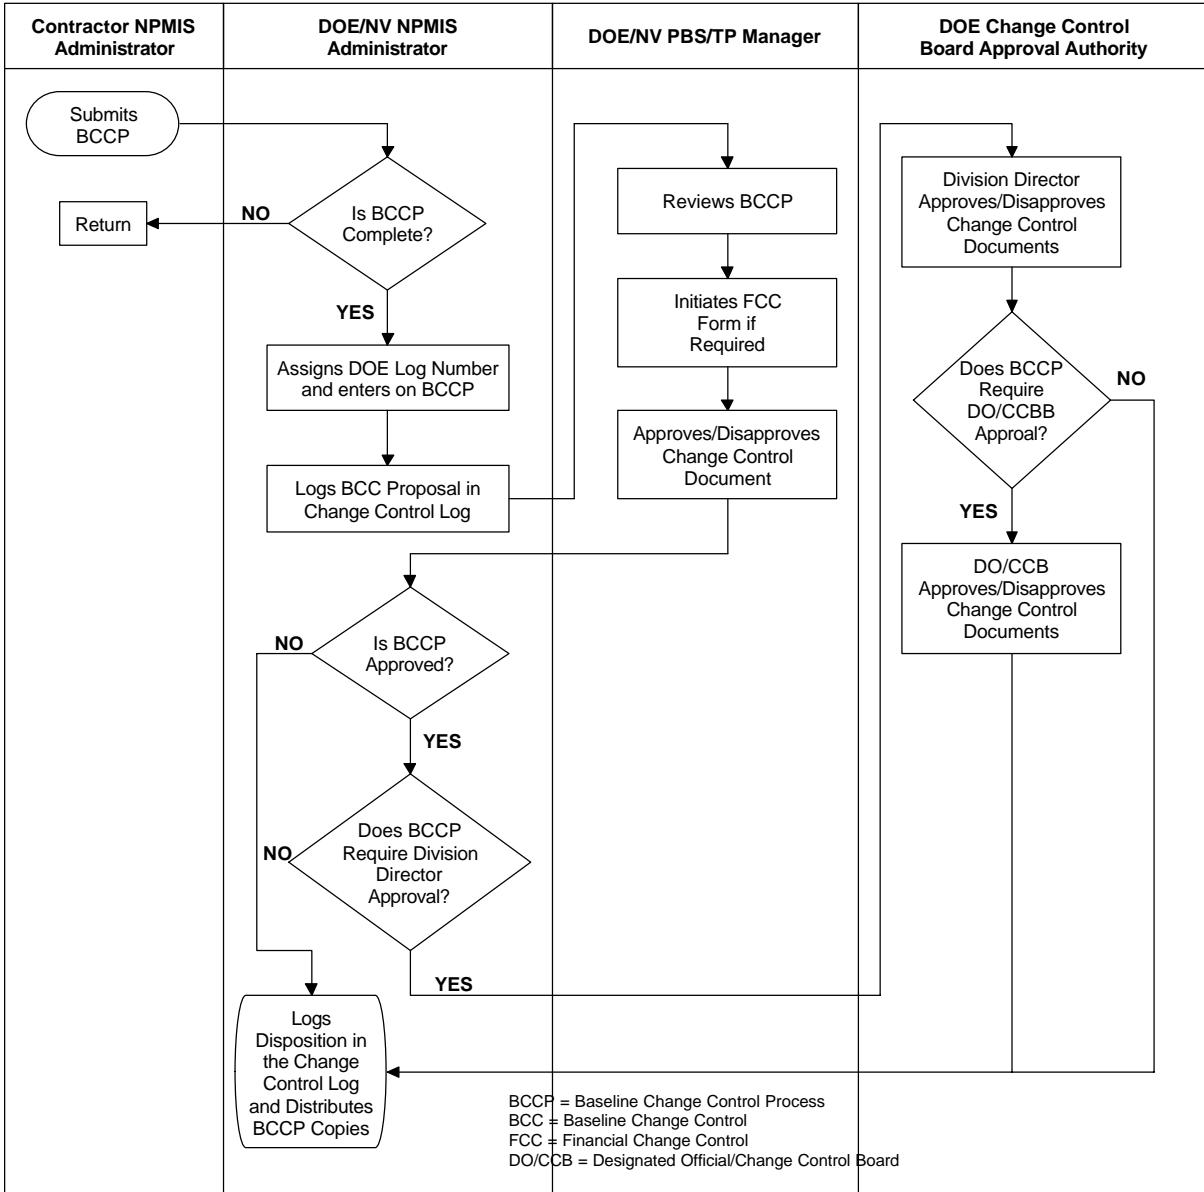 Contractor NPMIS
Administrator
DOE/NV NPMIS
Administrator
DOE/NV PBS/TP Manager
DOE Change Control
Board Approval Authority
Submits
BCCP
Return
NO
Is BCCP
Complete?
YES
Assigns DOE Log Number
and enters on BCCP
Logs BCC Proposal in
Change Control Log
Reviews BCCP
Initiates FCC
Form if
Required
Approves/Disapproves
Change Control
Document
NO
Is BCCP
Approved?
YES
NO
Does BCCP
Require Division
Director
Approval?
YES
Division Director
Approves/Disapproves
Change Control
Documents
Does BCCP
Require
DO/CCBB
Approal?
NO
YES
DO/CCB
Approves/Disapproves
Change Control
Documents
Logs
Disposition in
the Change
Control Log
and Distributes
BCCP Copies
BCCP = Baseline Change Control Process
BCC = Baseline Change Control
FCC = Financial Change Control
DO/CCB = Designated Official/Change Control Board